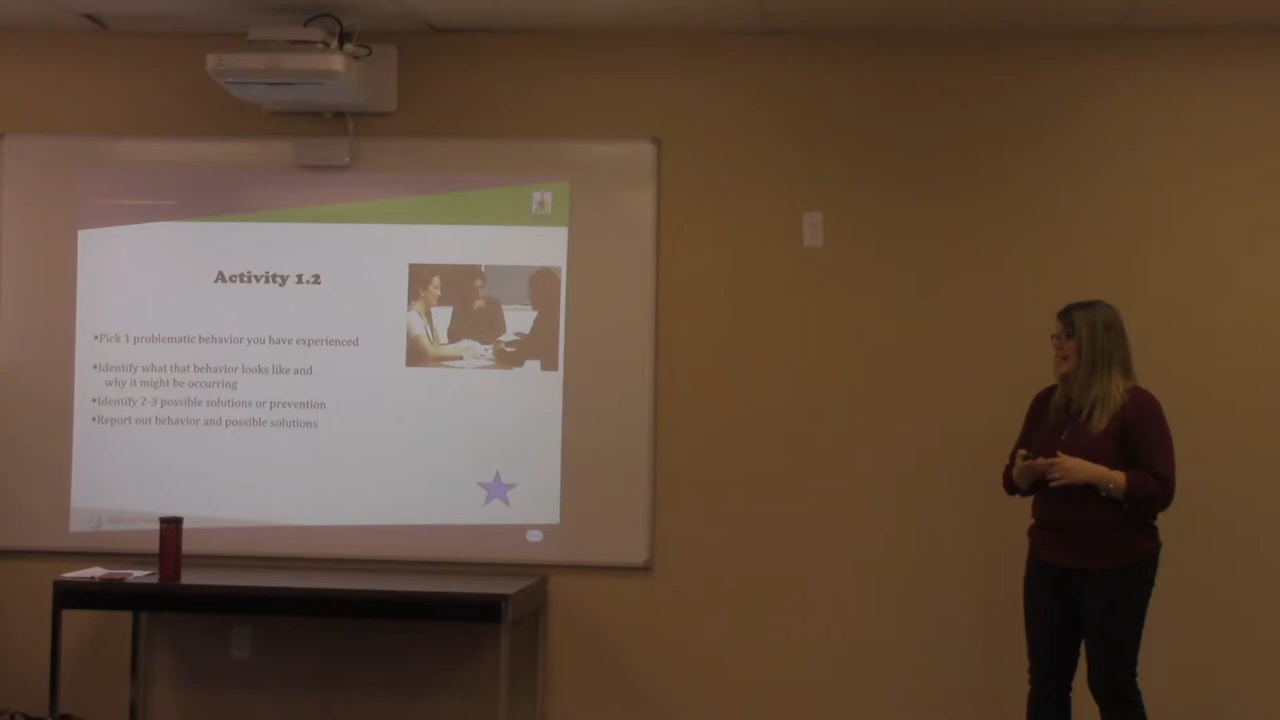 Activity 1.2
•Pick 1 problematic behavior you have experienced
•Identify what that behavior looks like and
why it might be occurring
•Identify 2-3 possible solutions or prevention
•Report out behavior and possible solutions